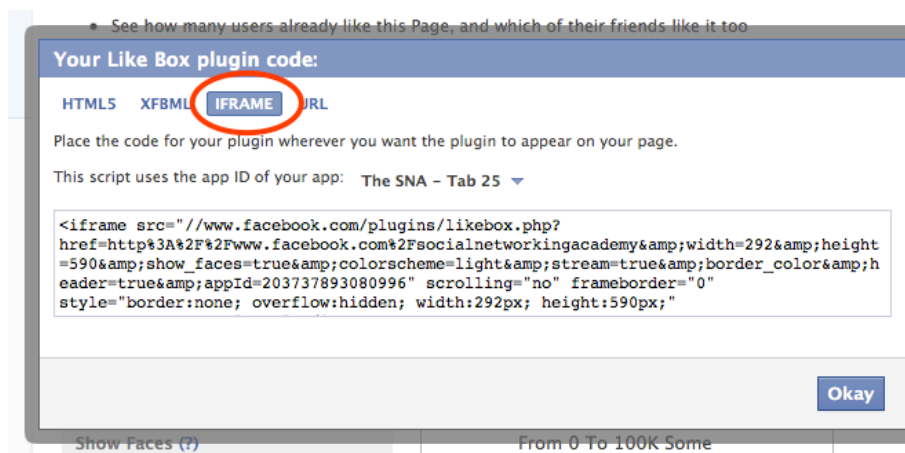 See how many users already like this Page, and which of their friends like it too
Your Like Box plugin code:
HTML5 XFBML IFRAME URL
Place the code for your plugin wherever you want the plugin to appear on your page.
This script uses the app ID of your app: The SNA – Tab 25
<iframe src="//www.facebook.com/plugins/likebox.php?
href=http%3A%2F%2Fwww.facebook.com%2Fsocialnetworkingacademy&amp;width=292&amp;height
=590&amp;show_faces=true&amp;colorscheme=light&amp;stream=true&amp;border_color&amp;h
eader=true&amp;appId=203737893080996" scrolling="no" frameborder="0"
style="border:none; overflow:hidden; width:292px; height:590px;"
Okay
Show Faces (?)
From 0 To 100K Some